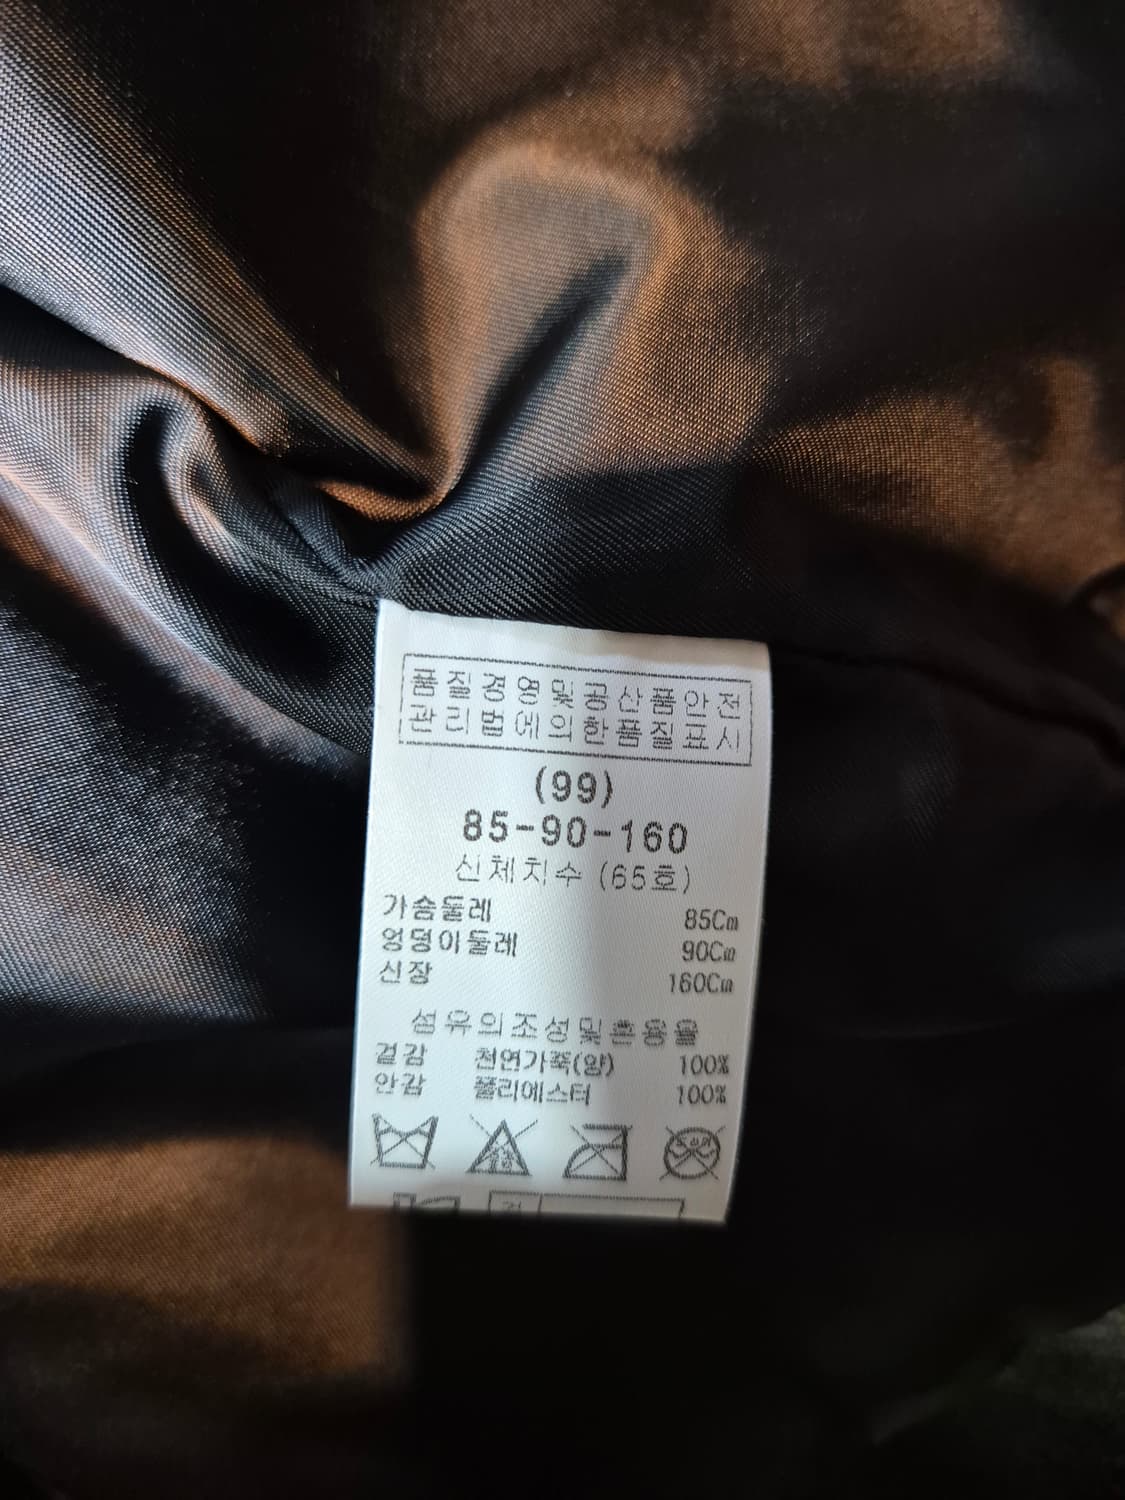 품질경영및공산품안전
관리법에의한품질표시
(99)
85-90-160
신체치수 (65호)
가슴둘레 85Cm
엉덩이둘레 90Cm
신장 160Cm
섬유의조성및혼용율
겉감 천연가죽(양) 100%
안감 폴리에스터 100%